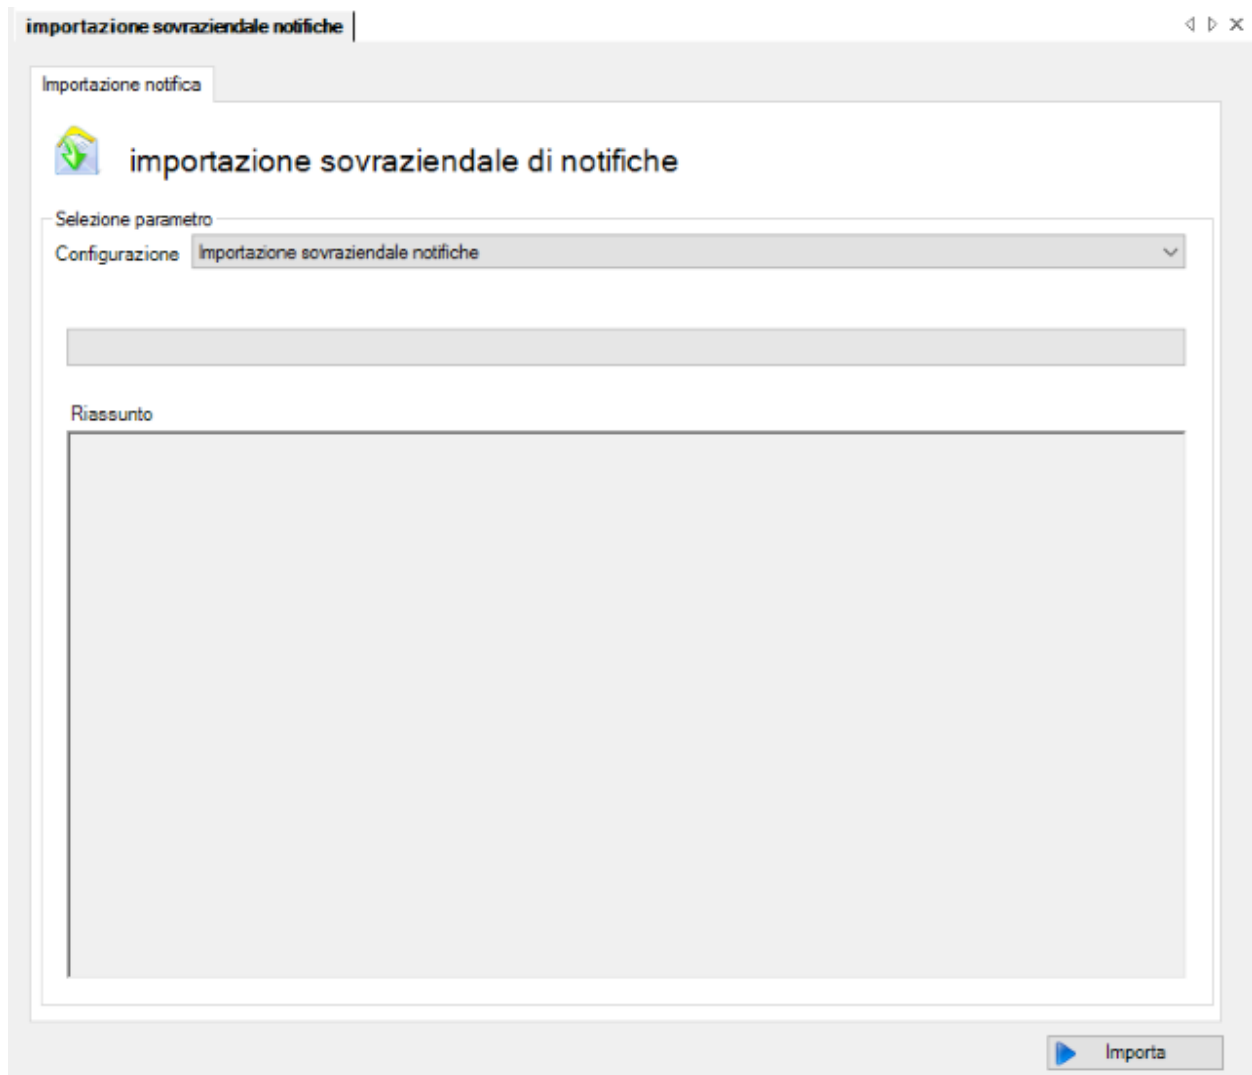 importazione sovraziendale notifiche
Importazione notifica
importazione sovraziendale di notifiche
Selezione parametro
Configurazione Importazione sovraziendale notifiche
Riassunto
Importa